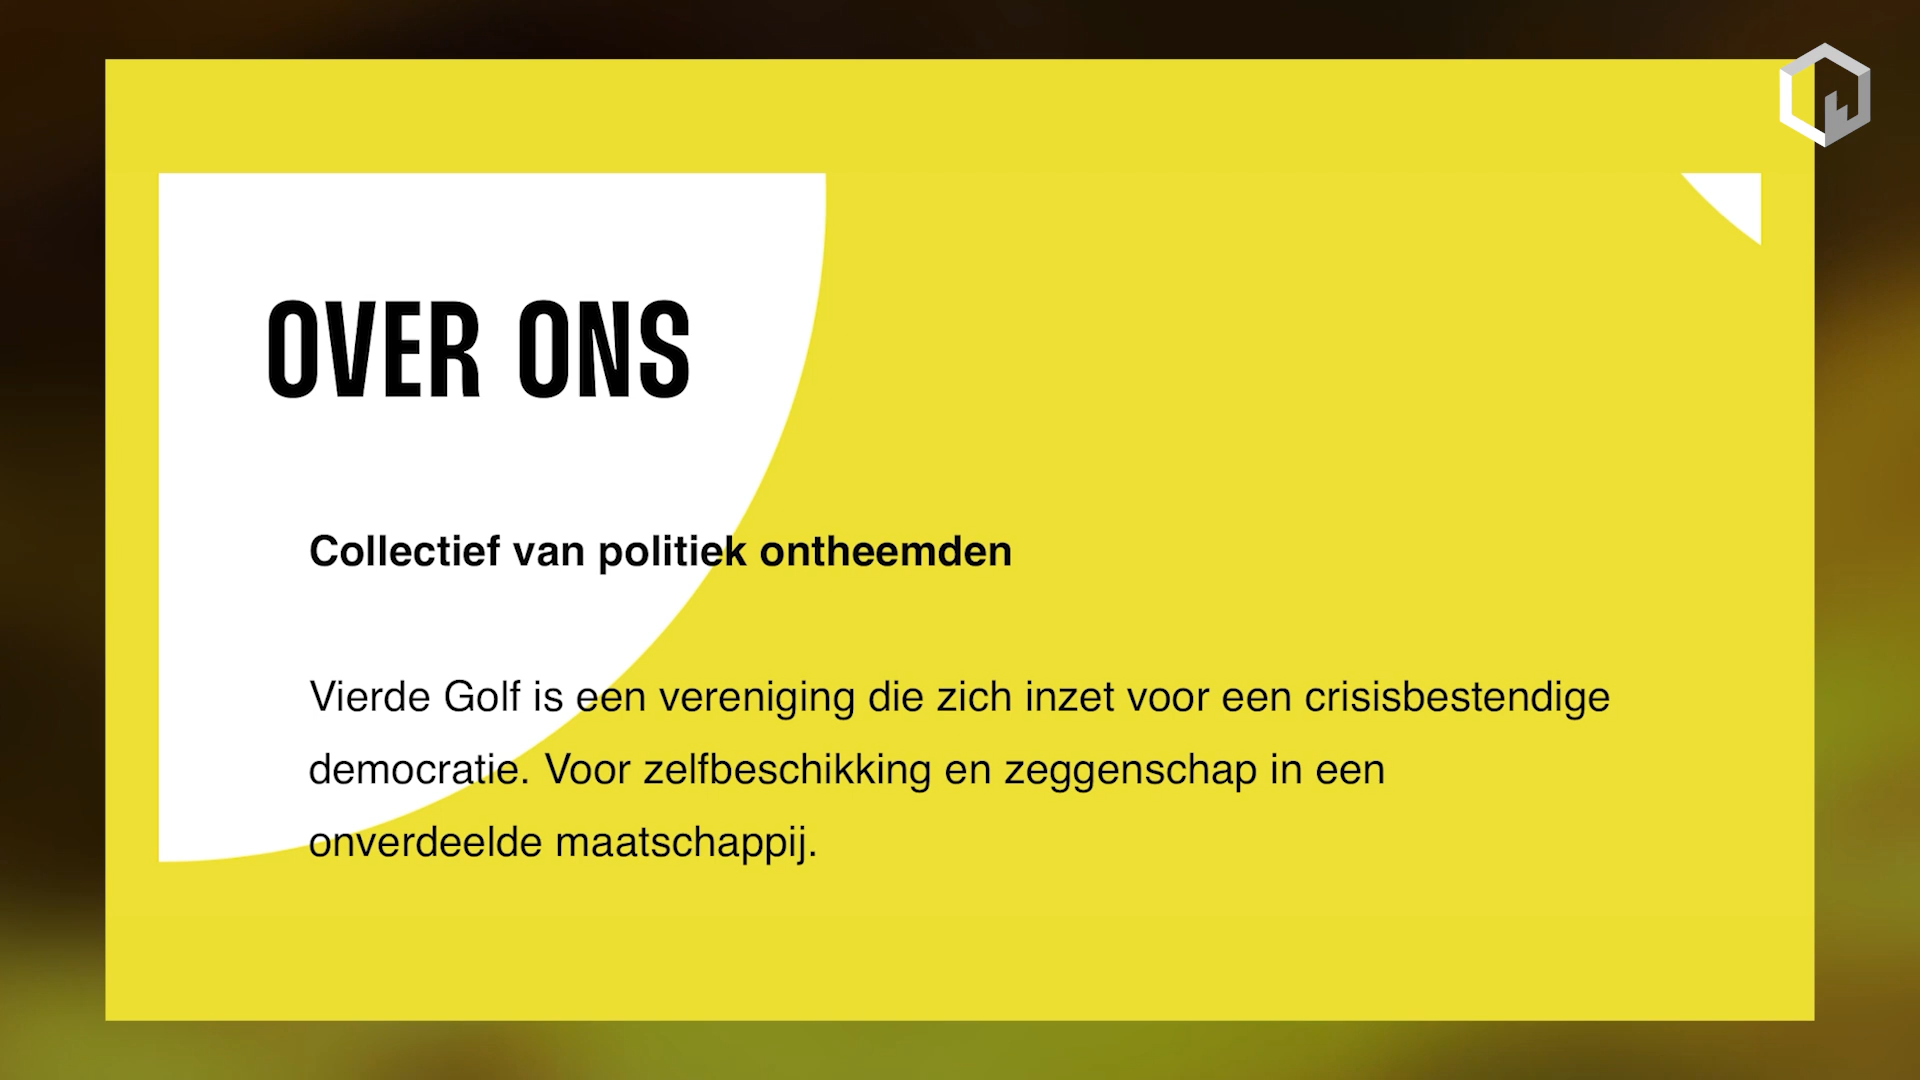 OVER ONS
Collectief van politiek ontheemden
Vierde Golf is een vereniging die zich inzet voor een crisisbestendige
democratie. Voor zelfbeschikking en zeggenschap in een
onverdeelde maatschappij.